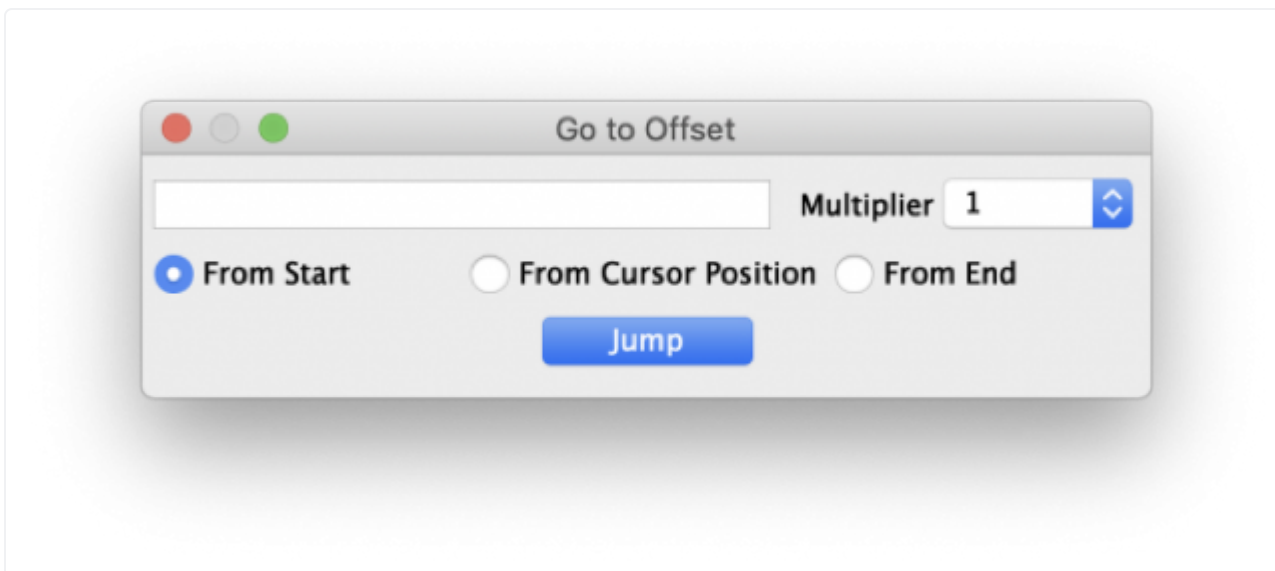 Go to Offset
Multiplier 1
From Start From Cursor Position From End
Jump